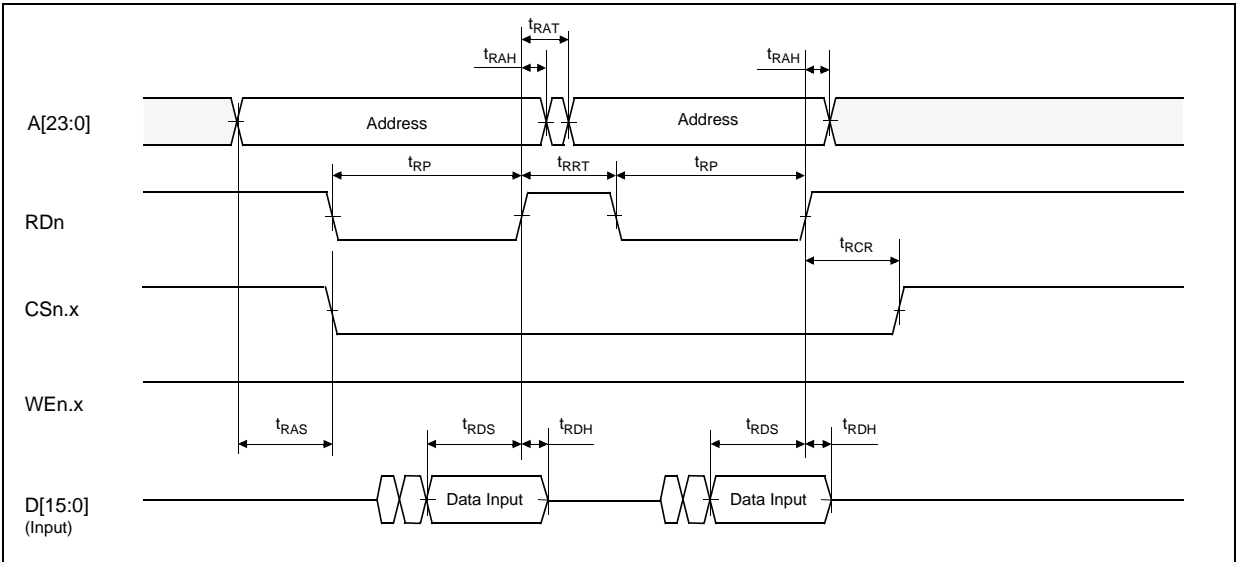 tRAT
tRAH tRAH
A[23:0] Address Address
tRP tRRT tRP
RDn
tRCR
CSn.x
WEn.x
tRAS tRDS tRDH tRDS tRDH
D[15:0] Data Input Data Input
(Input)